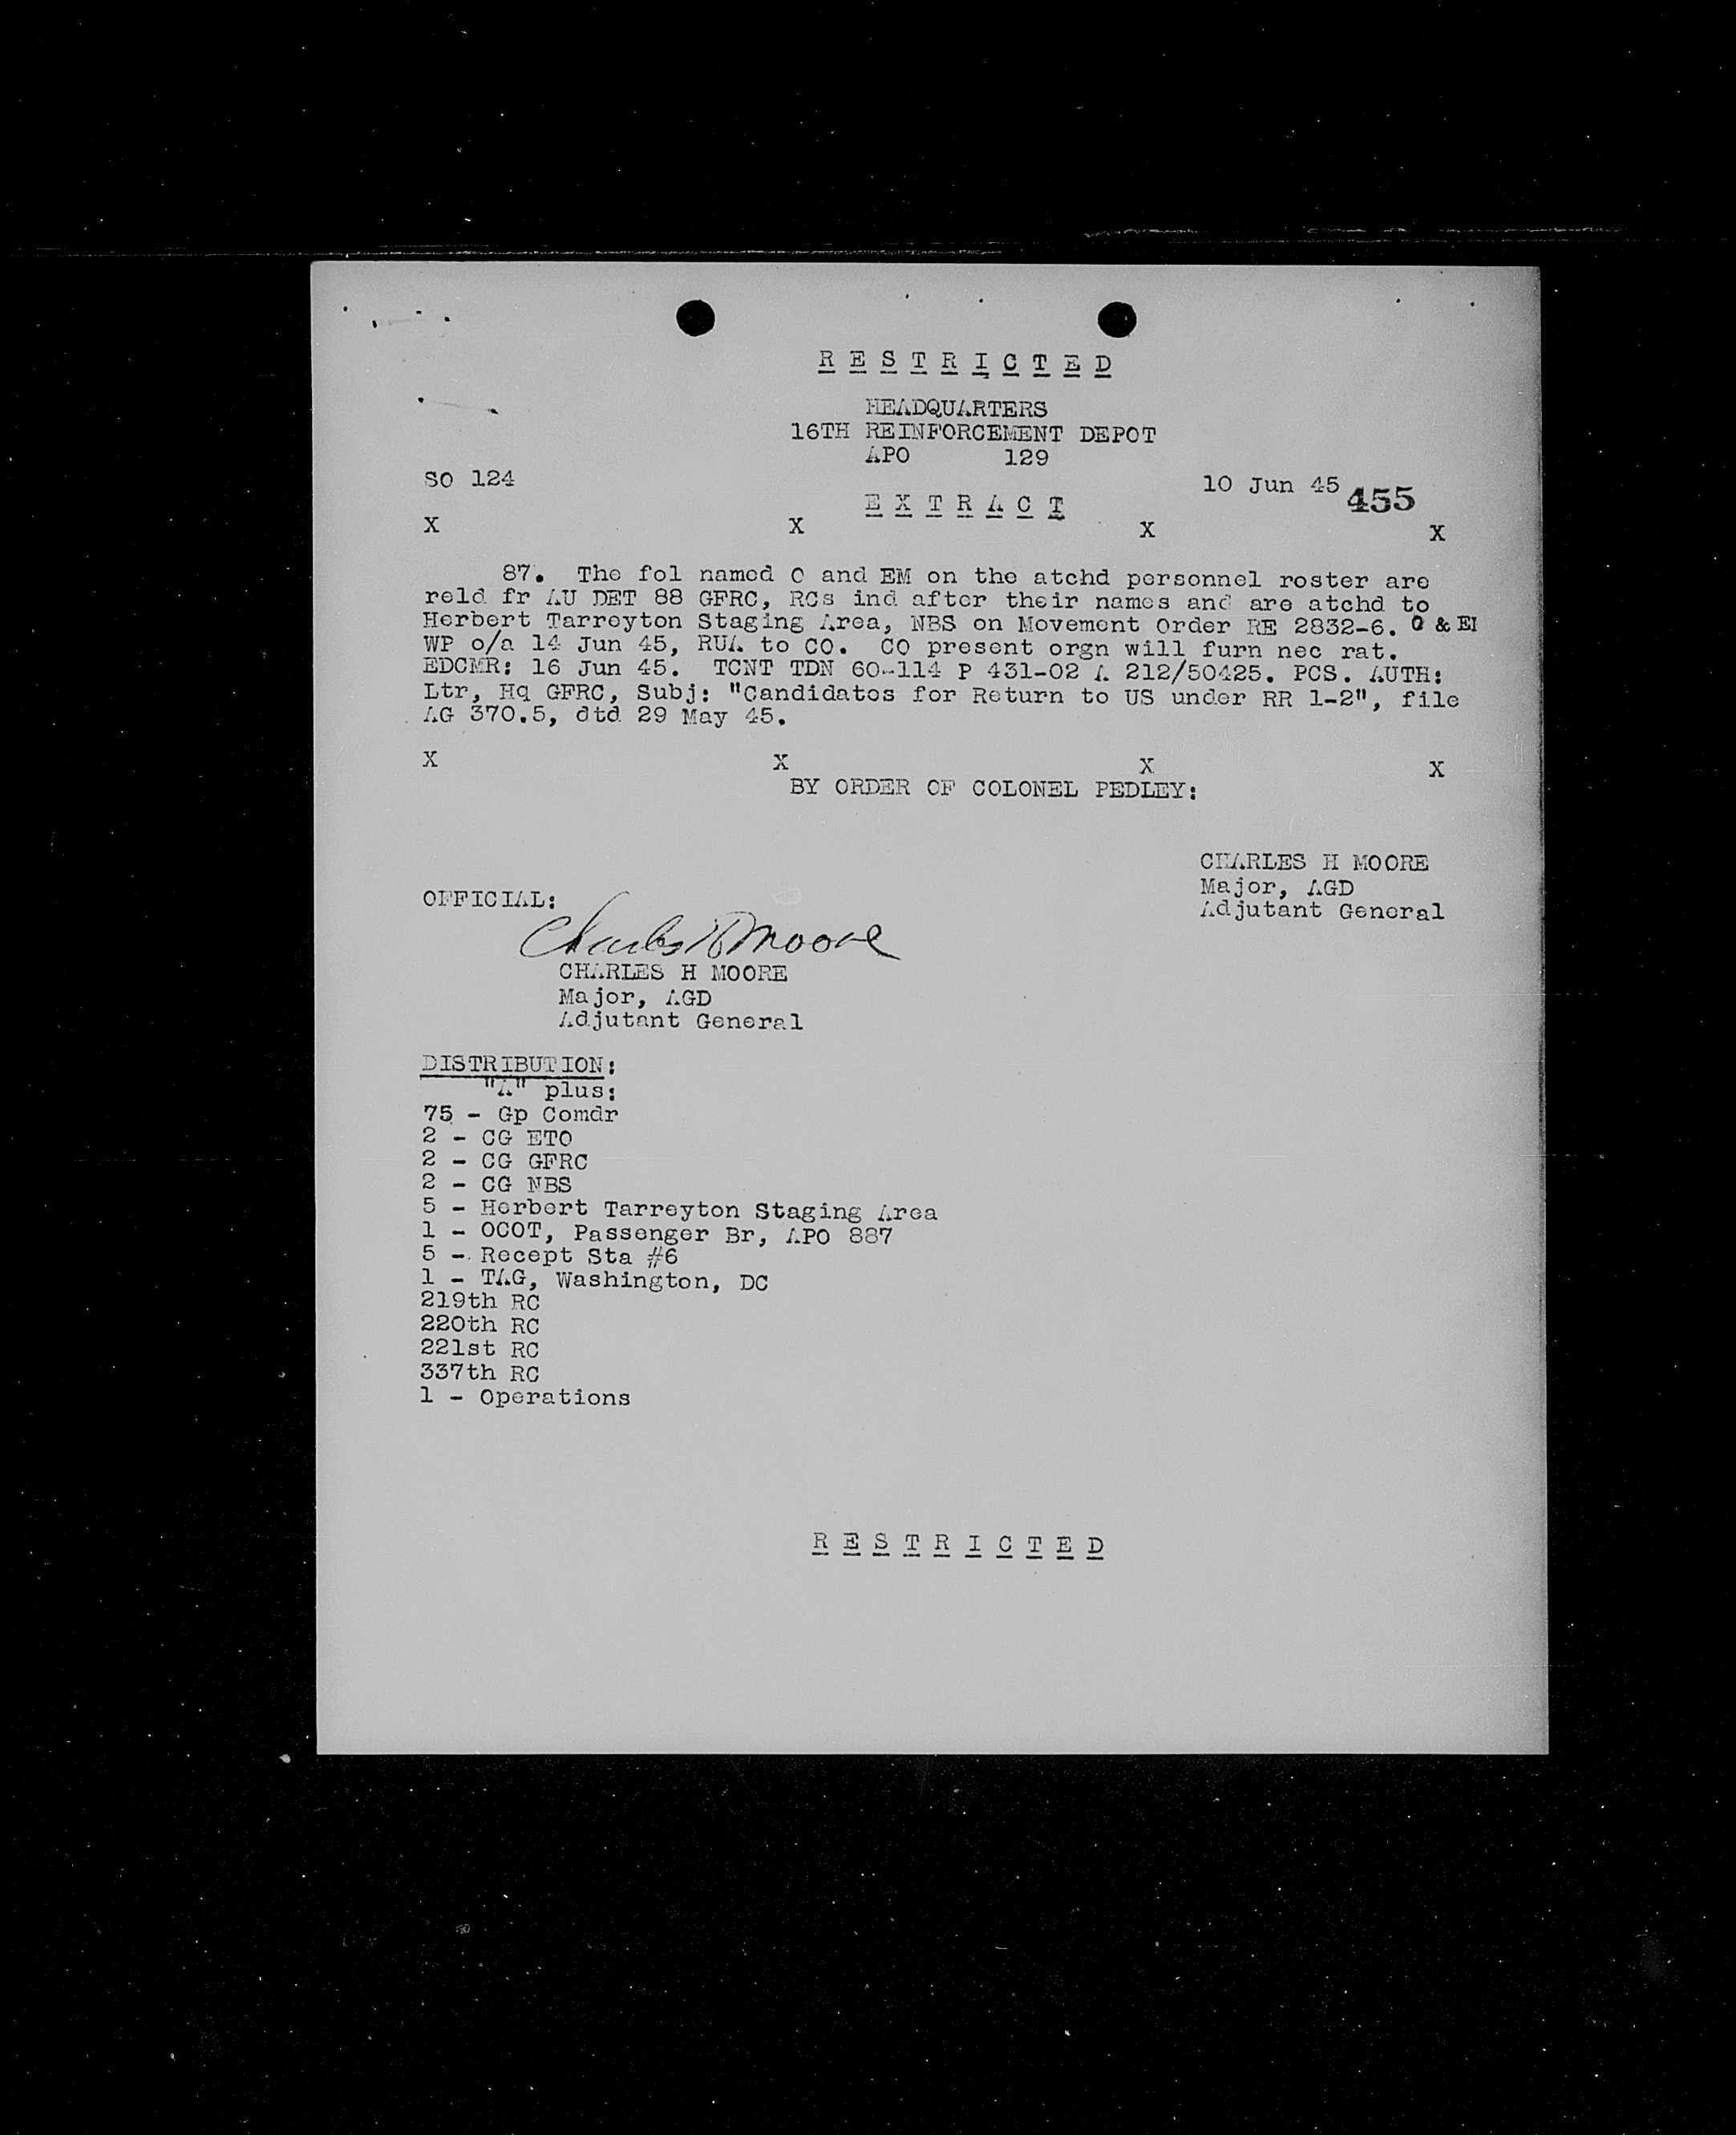 R E S T R I C T E D
HEADQUARTERS
16TH REINFORCEMENT DEPOT
APO 129
SO 124
10 Jun 45 455
E X T R A C T
X X X X
87. The fol named O and EM on the atchd personnel roster are
reld fr AU DET 88 GFRC, RCs ind after their names and are atchd to
Herbert Tarreyton Staging Area, NBS on Movement Order RE 2832-6. O & EM
WP o/a 14 Jun 45, RUA to CO. CO present orgn will furn nec rat.
EDCMR: 16 Jun 45. TCNT TDN 60-114 P 431-02 A 212/50425. PCS. AUTH:
Ltr, Hq GFRC, Subj: "Candidates for Return to US under RR 1-2", file
AG 370.5, dtd 29 May 45.
X X X X
BY ORDER OF COLONEL PEDLEY:
CHARLES H MOORE
Major, AGD
Adjutant General
OFFICIAL:
Charles H Moore
CHARLES H MOORE
Major, AGD
Adjutant General
DISTRIBUTION:
"A" plus:
75 - Gp Comdr
2 - CG ETO
2 - CG GFRC
2 - CG NBS
5 - Herbert Tarreyton Staging Area
1 - OCOT, Passenger Br, APO 887
5 - Recept Sta #6
1 - TAG, Washington, DC
219th RC
220th RC
221st RC
337th RC
1 - Operations
R E S T R I C T E D